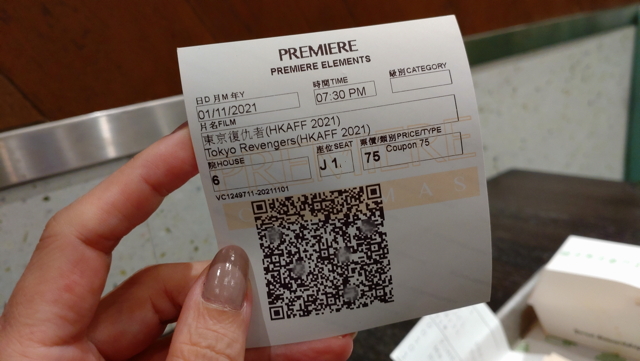 PREMIERE
PREMIERE ELEMENTS
日D 月M 年Y 時間TIME 級別CATEGORY
01/11/2021 07:30 PM
片名FILM
東京復仇者(HKAFF 2021)
Tokyo Revengers(HKAFF 2021)
院HOUSE 座位SEAT 票價/類別PRICE/TYPE
6 J 1 75 Coupon 75
VC1249711-20211101